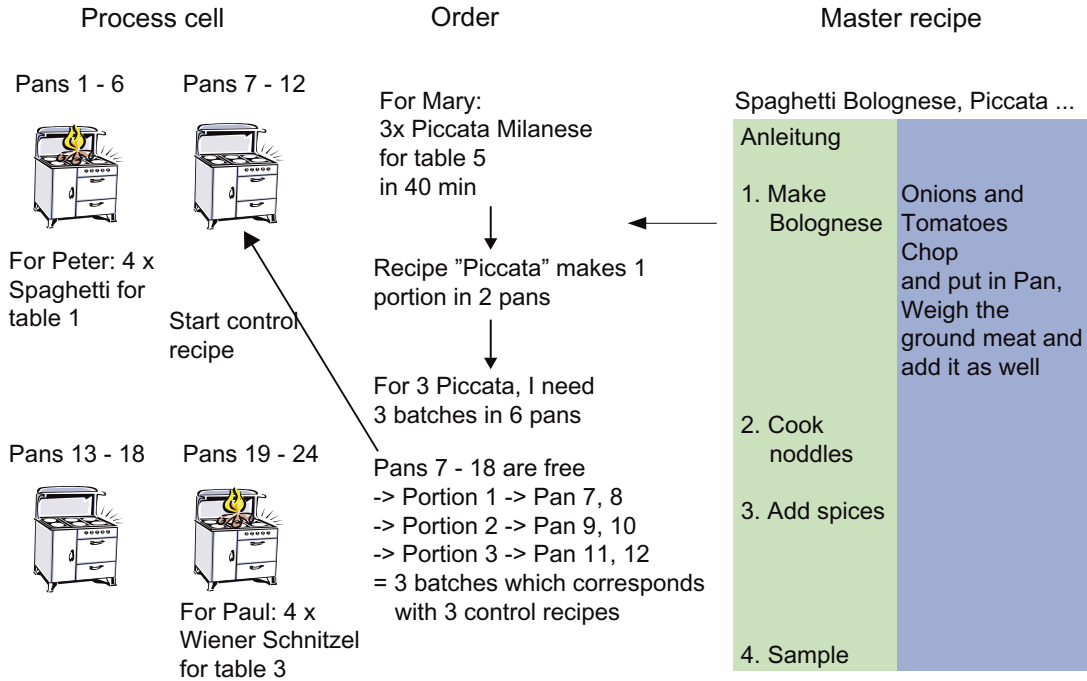 Process cell
Order
Master recipe
Pans 1 - 6
Pans 7 - 12
For Peter: 4 x
Spaghetti for
table 1
Start control
recipe
Pans 13 - 18
Pans 19 - 24
For Paul: 4 x
Wiener Schnitzel
for table 3
For Mary:
3x Piccata Milanese
for table 5
in 40 min
Recipe ”Piccata” makes 1
portion in 2 pans
For 3 Piccata, I need
3 batches in 6 pans
Pans 7 - 18 are free
-> Portion 1 -> Pan 7, 8
-> Portion 2 -> Pan 9, 10
-> Portion 3 -> Pan 11, 12
= 3 batches which corresponds
with 3 control recipes
Spaghetti Bolognese, Piccata ...
Anleitung
1. Make
Bolognese
Onions and
Tomatoes
Chop
and put in Pan,
Weigh the
ground meat and
add it as well
2. Cook
noddles
3. Add spices
4. Sample